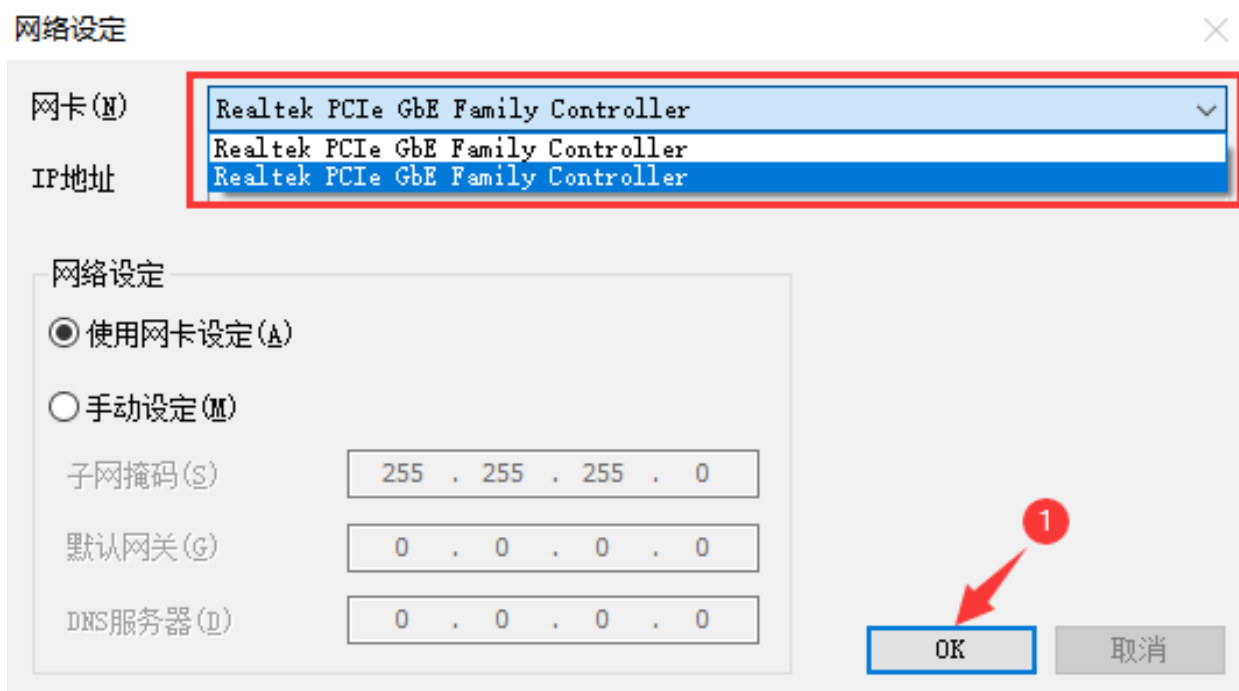 网络设定
网卡(N)
Realtek PCIe GbE Family Controller
Realtek PCIe GbE Family Controller
IP地址
Realtek PCIe GbE Family Controller
网络设定
使用网卡设定(A)
手动设定(M)
子网掩码(S) 255 . 255 . 255 . 0
默认网关(G) 0 . 0 . 0 . 0
DNS服务器(D) 0 . 0 . 0 . 0
1
OK 取消